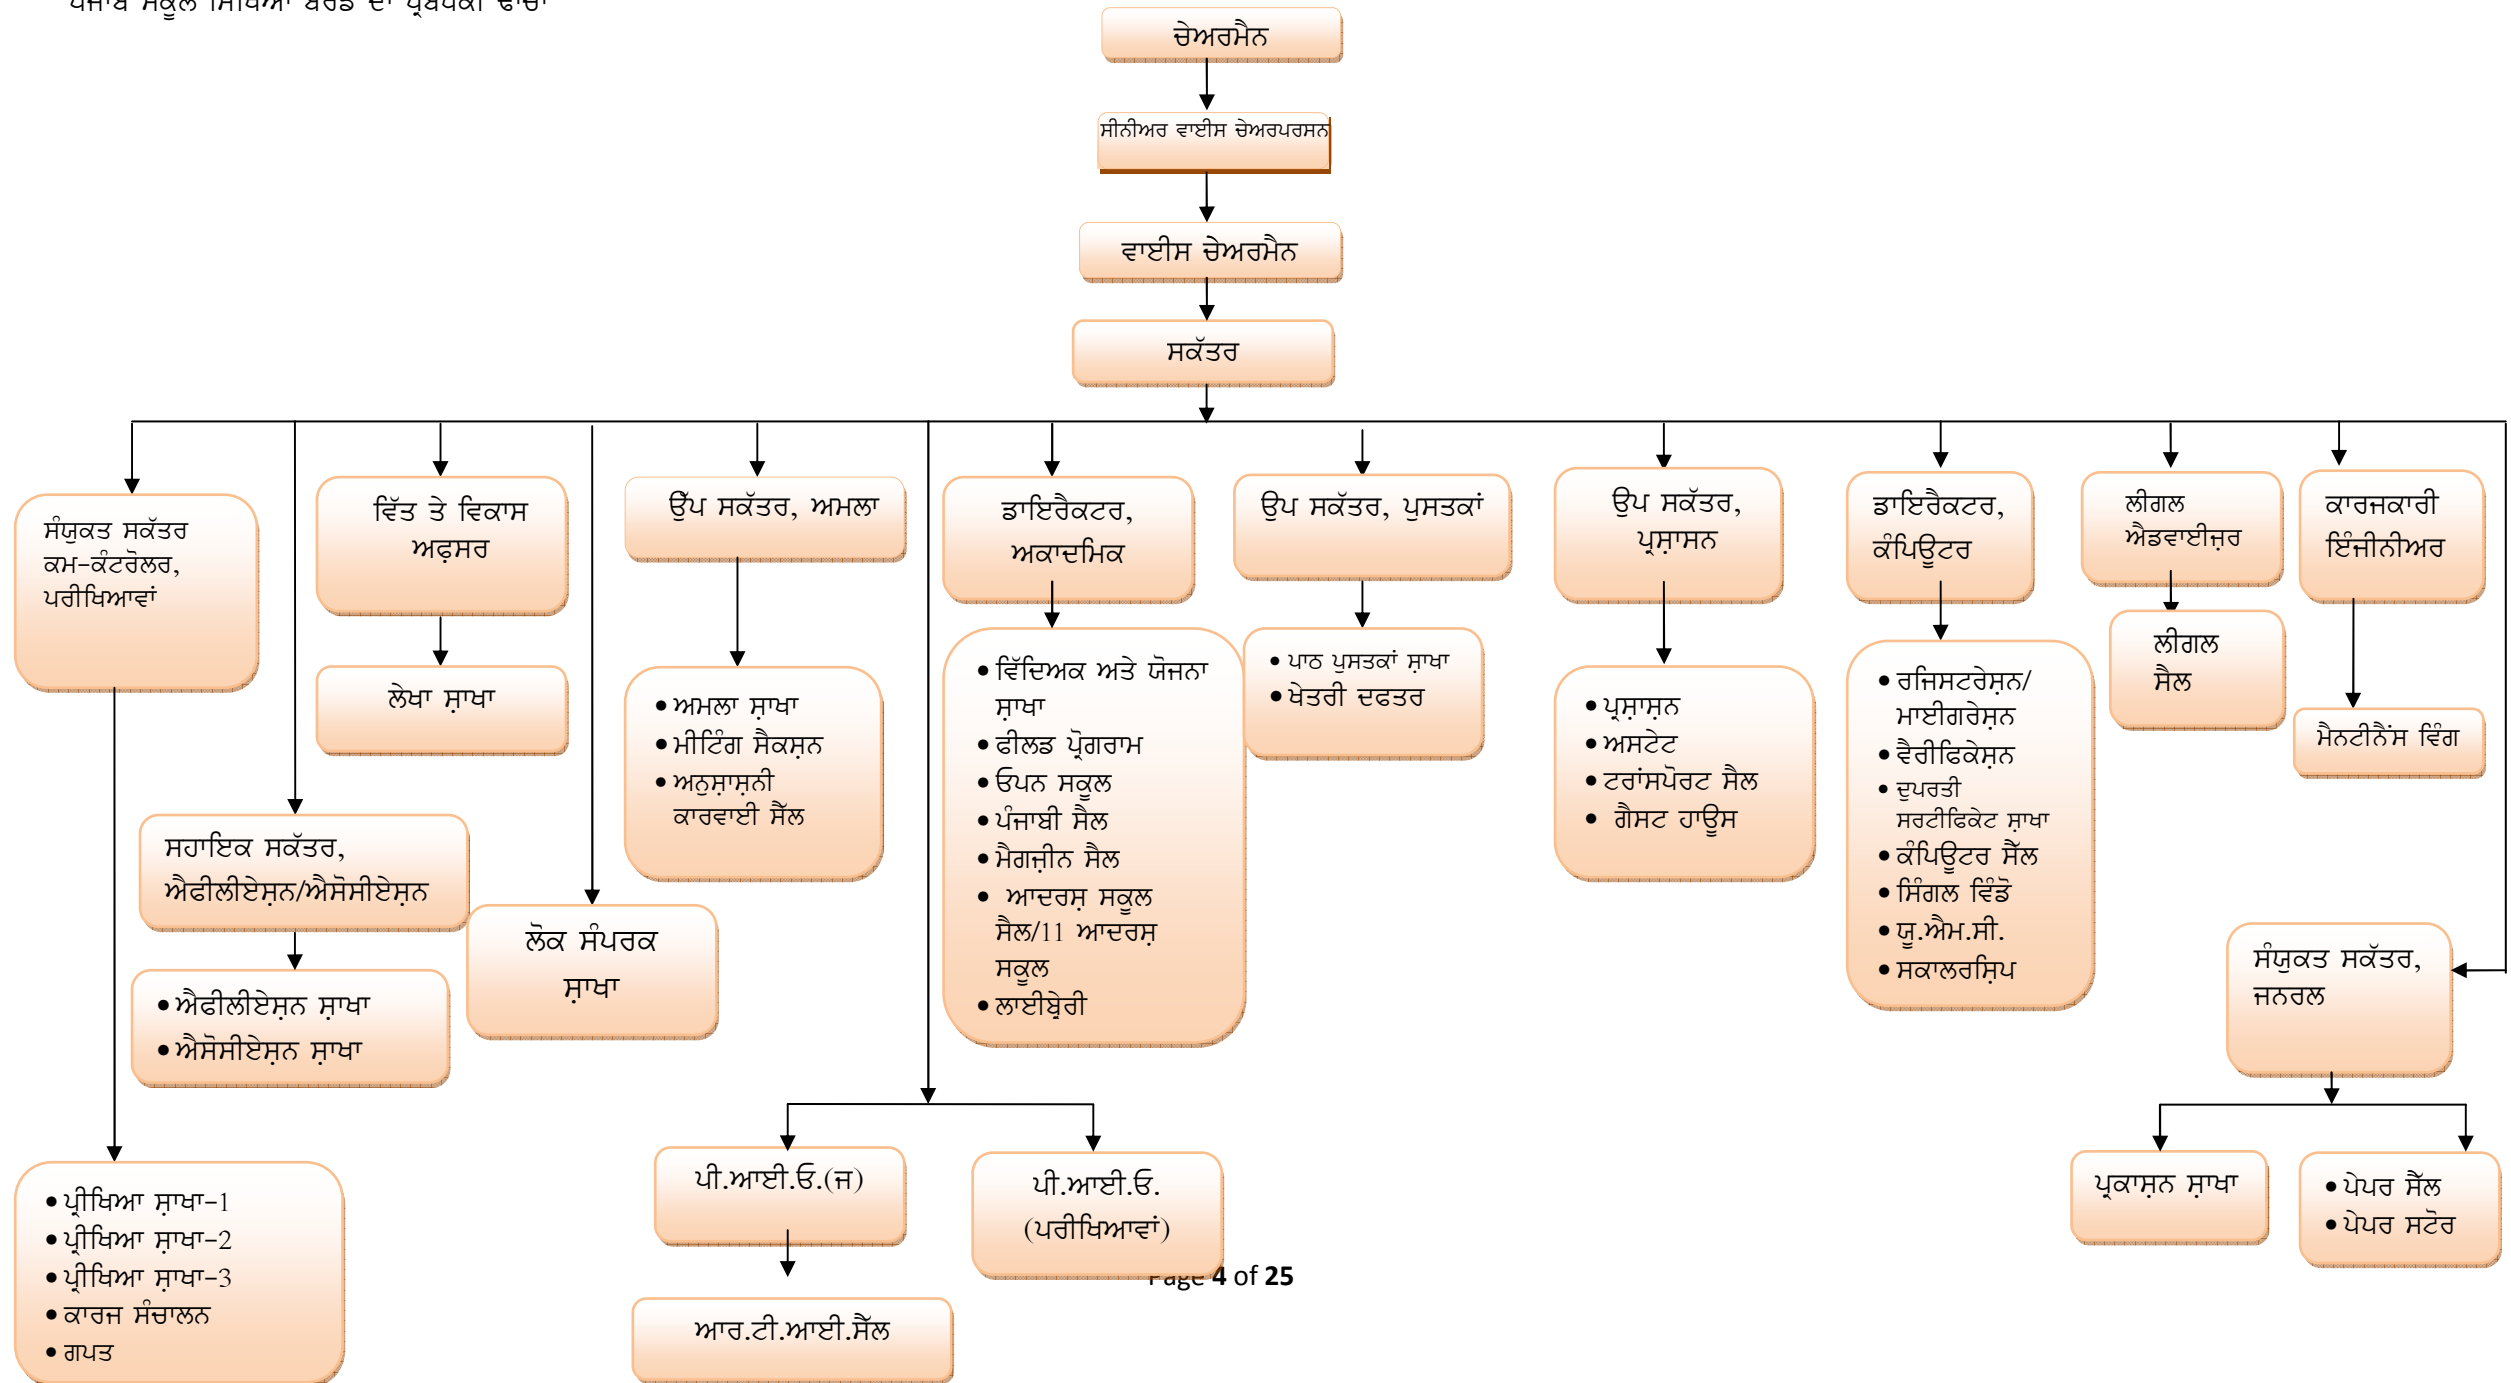 ਪੰਜਾਬ ਸਕੂਲ ਸਿੱਖਿਆ ਬੋਰਡ ਦਾ ਪ੍ਰਬੰਧਕੀ ਢਾਂਚਾ
ਚੇਅਰਮੈਨ
ਸੀਨੀਅਰ ਵਾਈਸ ਚੇਅਰਪਰਸਨ
ਵਾਈਸ ਚੇਅਰਮੈਨ
ਸਕੱਤਰ
ਸੰਯੁਕਤ ਸਕੱਤਰ
ਕਮ-ਕੰਟਰੋਲਰ,
ਪਰੀਖਿਆਵਾਂ
ਵਿੱਤ ਤੇ ਵਿਕਾਸ
ਅਫ਼ਸਰ
ਉੱਪ ਸਕੱਤਰ, ਅਮਲਾ
ਡਾਇਰੈਕਟਰ,
ਅਕਾਦਮਿਕ
ਉਪ ਸਕੱਤਰ, ਪੁਸਤਕਾਂ
ਉਪ ਸਕੱਤਰ,
ਪ੍ਰਸ਼ਾਸਨ
ਡਾਇਰੈਕਟਰ,
ਕੰਪਿਊਟਰ
ਲੀਗਲ
ਐਡਵਾਈਜ਼ਰ
ਕਾਰਜਕਾਰੀ
ਇੰਜੀਨੀਅਰ
ਲੇਖਾ ਸ਼ਾਖਾ
• ਅਮਲਾ ਸ਼ਾਖਾ
• ਮੀਟਿੰਗ ਸੈਕਸ਼ਨ
• ਅਨੁਸ਼ਾਸ਼ਨੀ
ਕਾਰਵਾਈ ਸੈੱਲ
• ਵਿੱਦਿਅਕ ਅਤੇ ਯੋਜਨਾ
ਸ਼ਾਖਾ
• ਫੀਲਡ ਪ੍ਰੋਗਰਾਮ
• ਓਪਨ ਸਕੂਲ
• ਪੰਜਾਬੀ ਸੈਲ
• ਮੈਗਜ਼ੀਨ ਸੈਲ
• ਆਦਰਸ਼ ਸਕੂਲ
ਸੈਲ/11 ਆਦਰਸ਼
ਸਕੂਲ
• ਲਾਈਬ੍ਰੇਰੀ
• ਪਾਠ ਪੁਸਤਕਾਂ ਸ਼ਾਖਾ
• ਖੇਤਰੀ ਦਫਤਰ
• ਪ੍ਰਸ਼ਾਸ਼ਨ
• ਅਸਟੇਟ
• ਟਰਾਂਸਪੋਰਟ ਸੈਲ
• ਗੈਸਟ ਹਾਊਸ
• ਰਜਿਸਟਰੇਸ਼ਨ/
ਮਾਈਗਰੇਸ਼ਨ
• ਵੈਰੀਫਿਕੇਸ਼ਨ
• ਦੁਪਰਤੀ
ਸਰਟੀਫਿਕੇਟ ਸ਼ਾਖਾ
• ਕੰਪਿਊਟਰ ਸੈੱਲ
• ਸਿੰਗਲ ਵਿੰਡੋ
• ਯੂ.ਐਮ.ਸੀ.
• ਸਕਾਲਰਸ਼ਿਪ
ਲੀਗਲ
ਸੈਲ
ਮੈਨਟੀਨੈਂਸ ਵਿੰਗ
ਸਹਾਇਕ ਸਕੱਤਰ,
ਐਫੀਲੀਏਸ਼ਨ/ਐਸੋਸੀਏਸ਼ਨ
ਲੋਕ ਸੰਪਰਕ
ਸ਼ਾਖਾ
• ਐਫੀਲੀਏਸ਼ਨ ਸ਼ਾਖਾ
• ਐਸੋਸੀਏਸ਼ਨ ਸ਼ਾਖਾ
ਸੰਯੁਕਤ ਸਕੱਤਰ,
ਜਨਰਲ
• ਪ੍ਰੀਖਿਆ ਸ਼ਾਖਾ-1
• ਪ੍ਰੀਖਿਆ ਸ਼ਾਖਾ-2
• ਪ੍ਰੀਖਿਆ ਸ਼ਾਖਾ-3
• ਕਾਰਜ ਸੰਚਾਲਨ
• ਗਪਤ
ਪੀ.ਆਈ.ਓ.(ਜ)
ਪੀ.ਆਈ.ਓ.
(ਪਰੀਖਿਆਵਾਂ)
ਆਰ.ਟੀ.ਆਈ.ਸੈੱਲ
ਪ੍ਰਕਾਸ਼ਨ ਸ਼ਾਖਾ
• ਪੇਪਰ ਸੈੱਲ
• ਪੇਪਰ ਸਟੋਰ
Page 4 of 25